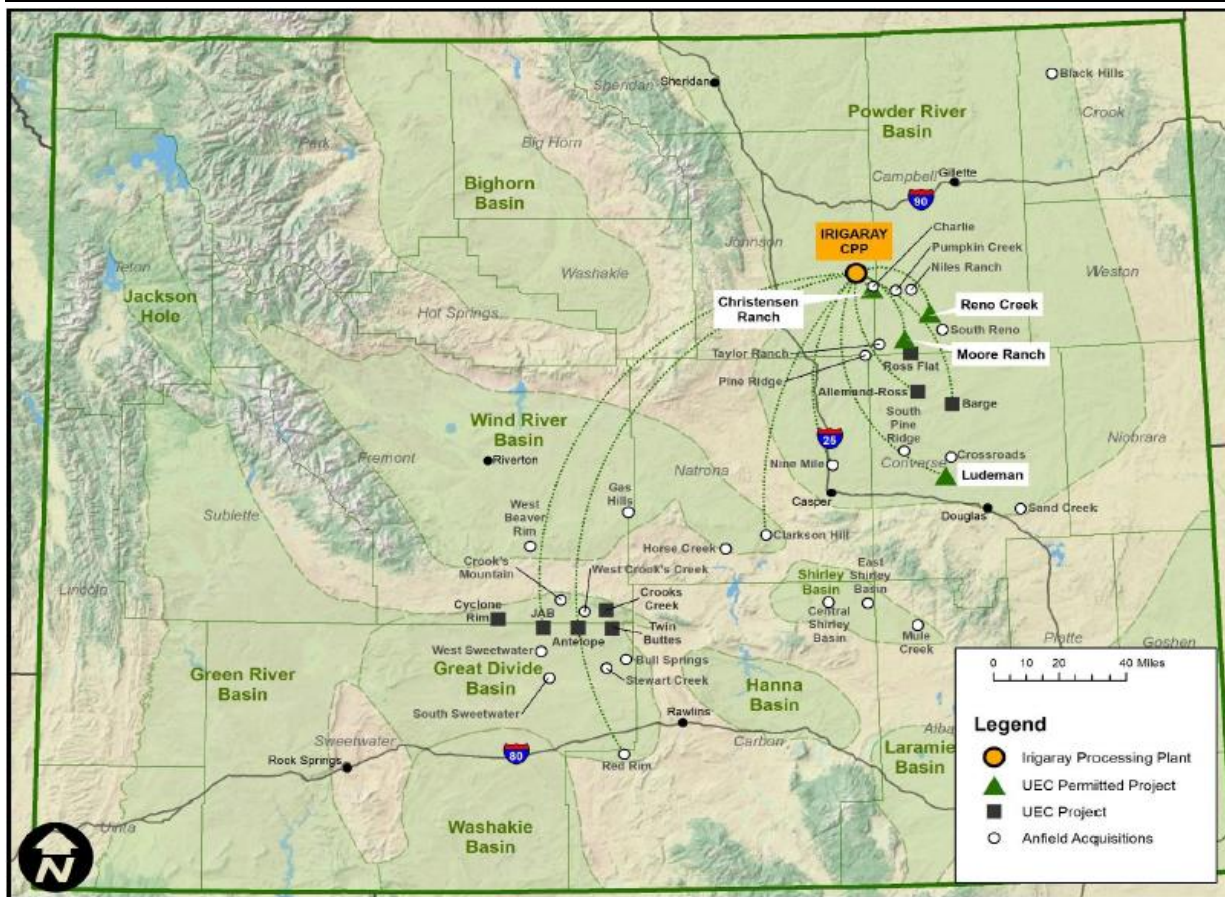 Sheridan
Sheridan
Black Hills
Crook
Powder River
Basin
Park
Big Horn
Bighorn
Basin
Campbell
Gillette
90
Charlie
IRIGARAY
CPP
Pumpkin Creek
Johnson
Niles Ranch
Weston
Teton
Washakie
Jackson
Hole
Christensen
Ranch
Reno Creek
Hot Springs
South Reno
Taylor Ranch
Moore Ranch
Ross Flat
Pine Ridge
Allemand-Ross
Barge
Wind River
Basin
South
Pine
Ridge
25
Niobrara
Riverton
Fremont
Natrona
Nine Mile
Converse
Crossroads
Ludeman
Gas
Hills
Casper
Sublette
West
Beaver
Rim
Douglas
Sand Creek
Clarkson Hill
Horse Creek
Crook's
Mountain
West Crook's Creek
Lincoln
Shirley
Basin
East
Shirley
Basin
Cyclone
Rim
JAB
Crooks
Creek
Antelope
Twin
Buttes
Central
Shirley
Basin
Mule
Creek
Platte
Goshen
West Sweetwater
Green River
Basin
Great Divide
Basin
Bull Springs
Stewart Creek
Hanna
Basin
South Sweetwater
Rawlins
Sweetwater
Carbon
Alba
Laramie
Basin
80
Rock Springs
Red Rim
Uinta
Washakie
Basin
N
0 10 20 40 Miles
Legend
Irigaray Processing Plant
UEC Permitted Project
UEC Project
Anfield Acquisitions